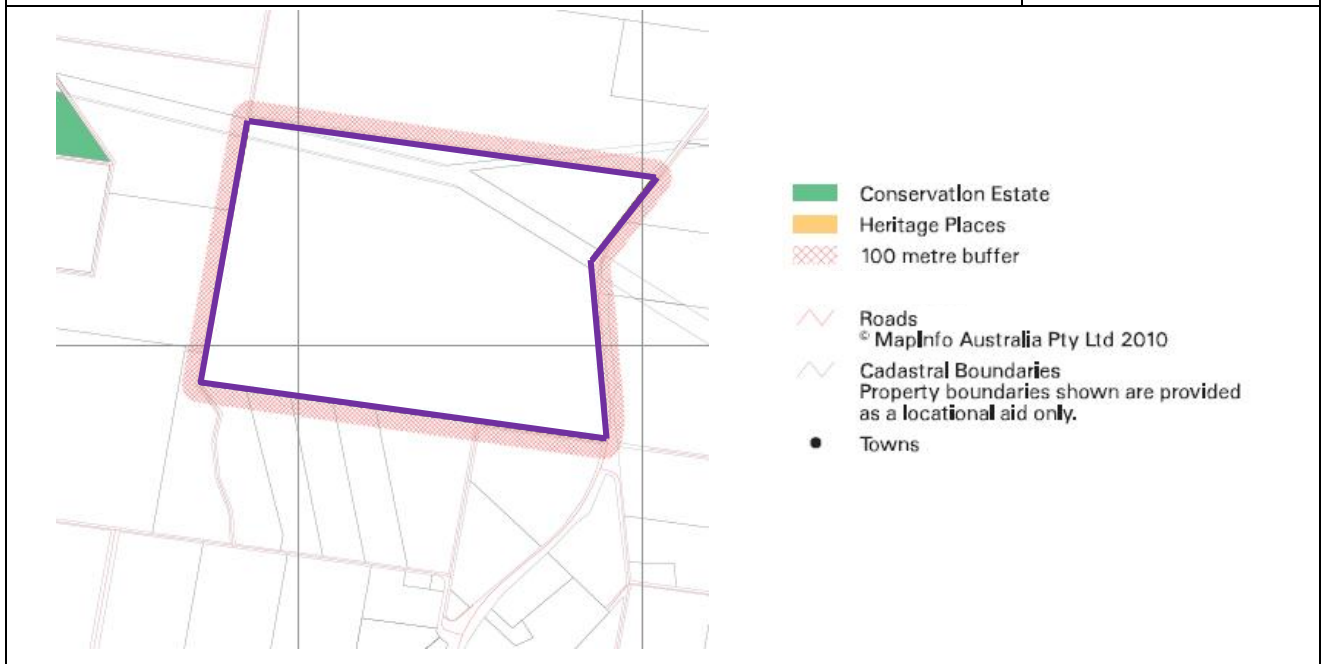 Conservation Estate
Heritage Places
100 metre buffer
Roads
© MapInfo Australia Pty Ltd 2010
Cadastral Boundaries
Property boundaries shown are provided
as a locational aid only.
Towns